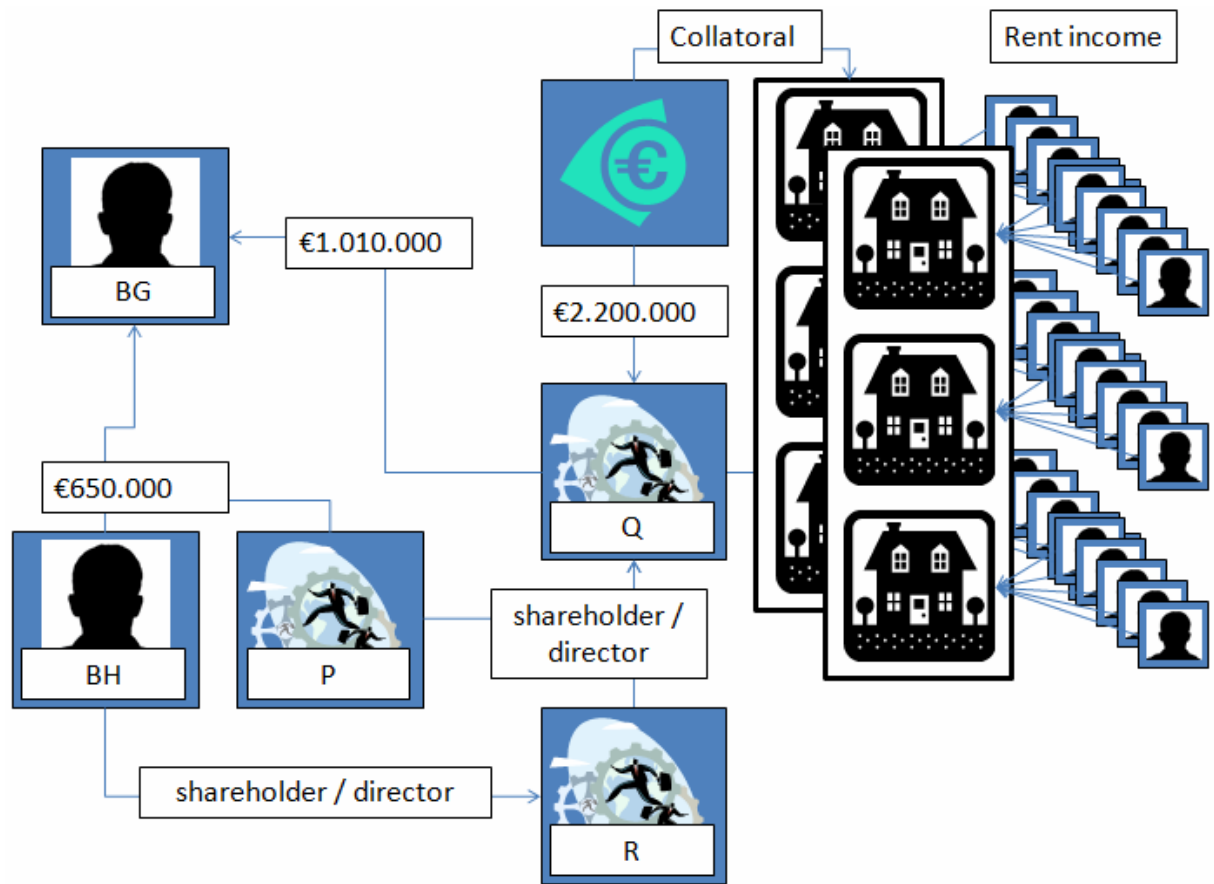 Collatoral
Rent income
€1.010.000
BG
€2.200.000
€650.000
Q
BH
P
shareholder /
director
shareholder / director
R